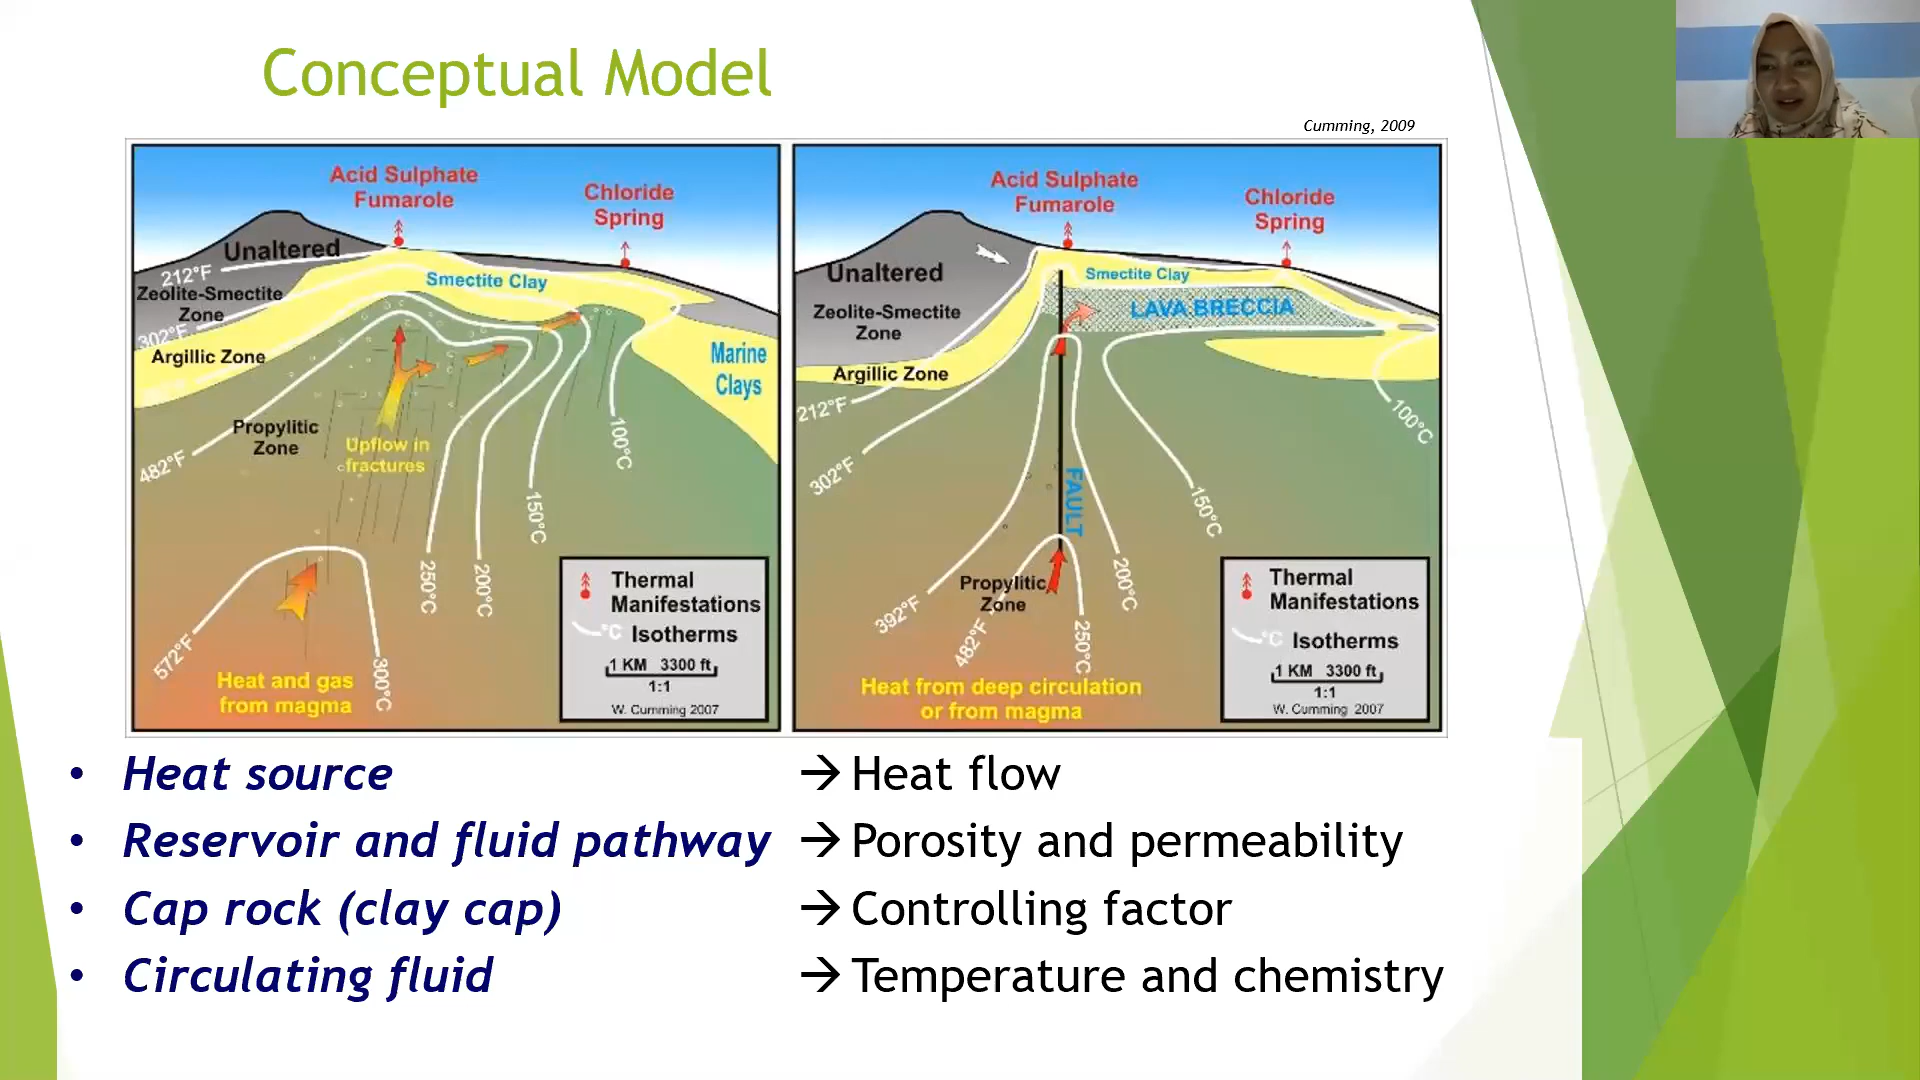 Conceptual Model
Cumming, 2009
Acid Sulphate
Fumarole
Chloride
Spring
Unaltered
212°F
Zeolite-Smectite
Zone
302°F
Argillic Zone
Smectite Clay
Marine
Clays
Propylitic
Zone
482°F
Upflow in
fractures
100°C
150°C
250°C
200°C
572°F
300°C
Heat and gas
from magma
Thermal
Manifestations
°C Isotherms
1 KM 3300 ft
1:1
W. Cumming 2007
Acid Sulphate
Fumarole
Chloride
Spring
Unaltered
Smectite Clay
Zeolite-Smectite
Zone
LAVA BRECCIA
Argillic Zone
212°F
100°C
302°F
FAULT
150°C
Propylitic
Zone
200°C
392°F
482°F
250°C
Heat from deep circulation
or from magma
Thermal
Manifestations
°C Isotherms
1 KM 3300 ft
1:1
W. Cumming 2007
• Heat source → Heat flow
• Reservoir and fluid pathway → Porosity and permeability
• Cap rock (clay cap) → Controlling factor
• Circulating fluid → Temperature and chemistry